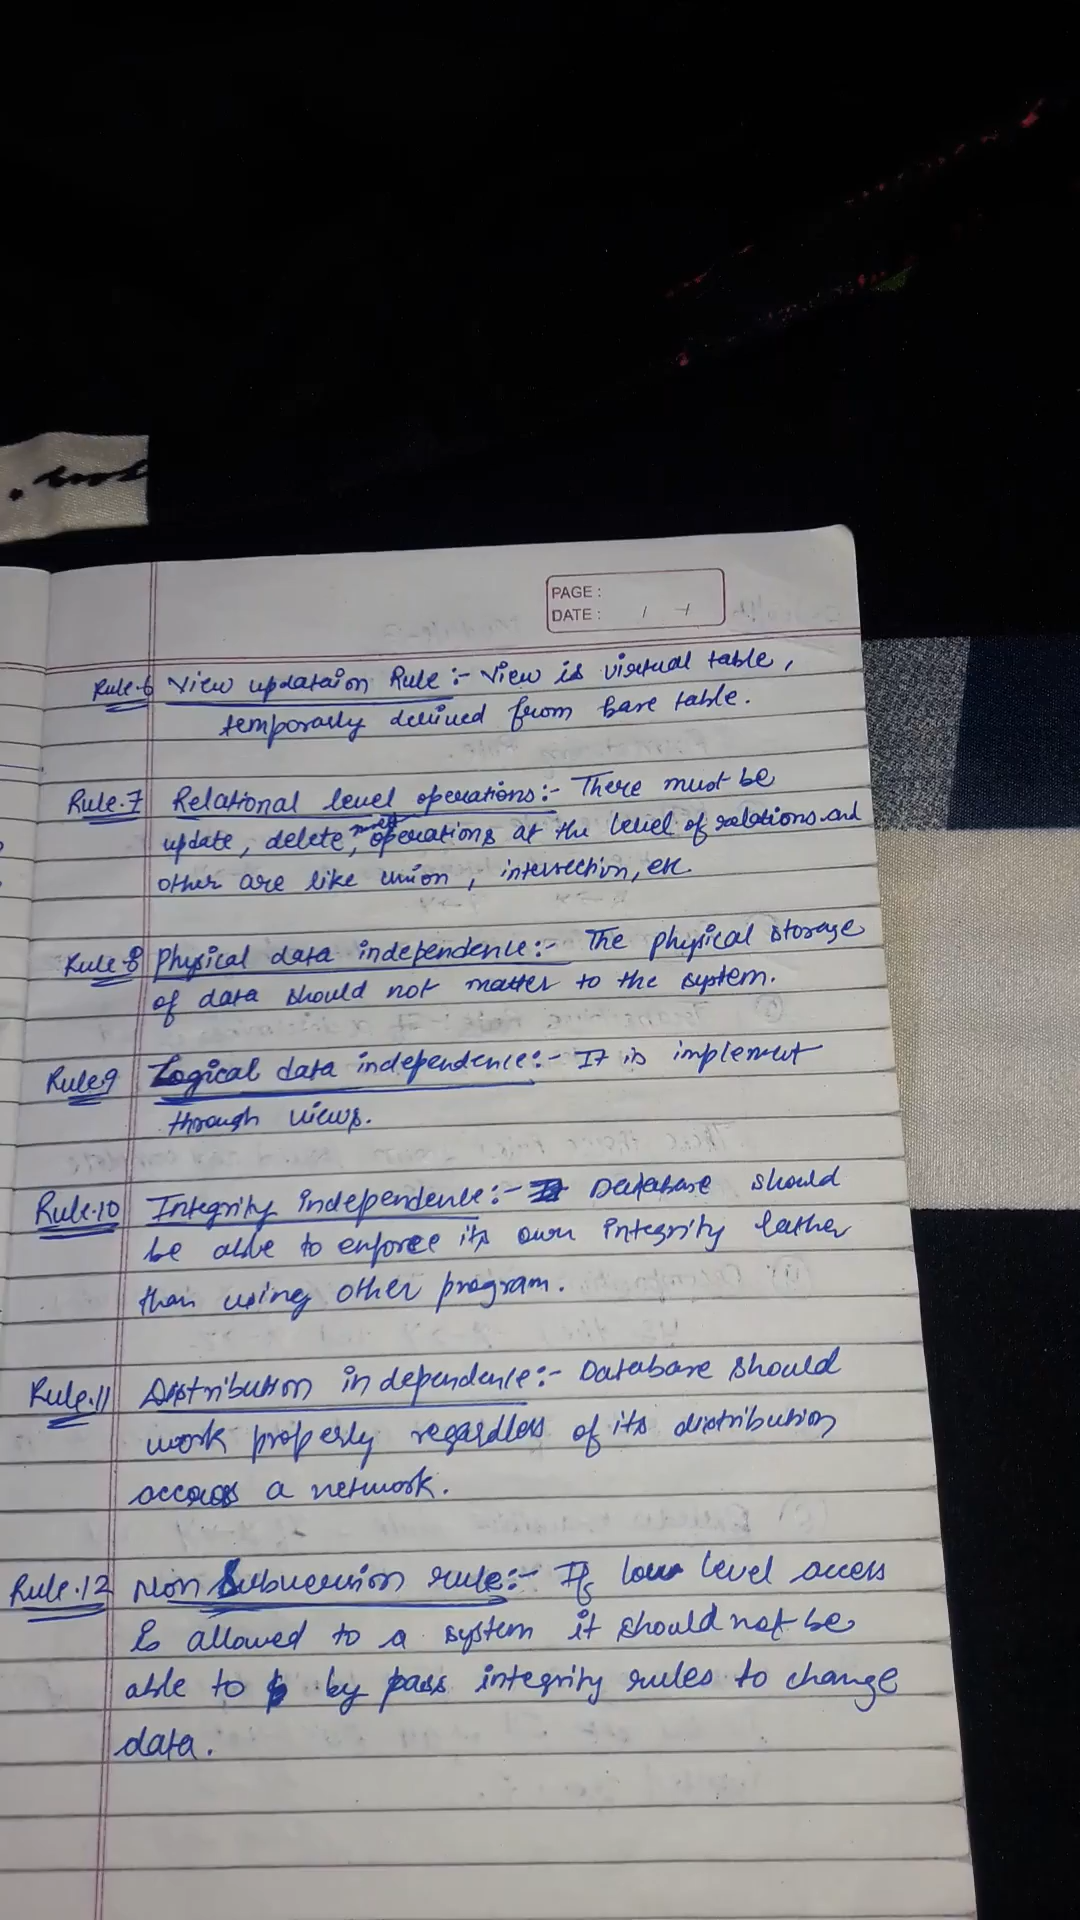 PAGE :
DATE : / /
Rule.6 View updataion Rule :- View is virtual table,
temporarly derived from base table.
Rule.7 Relational level operations:- There must be
update, delete, insert operations at the level of relations and
other are like union, intersection, etc.
Rule.8 Physical data independence:- The physical storage
of data should not matter to the system.
Rule9 Logical data independence:- It is implement
through views.
Rule.10 Integrity independence:- Database should
be able to enforce its own integrity rather
than using other program.
Rule.11 Distribution independence:- Database should
work properly regardless of its distribution
accross a network.
Rule.12 Non Subversion rule:- If low level access
is allowed to a system it should not be
able to by pass integrity rules to change
data.